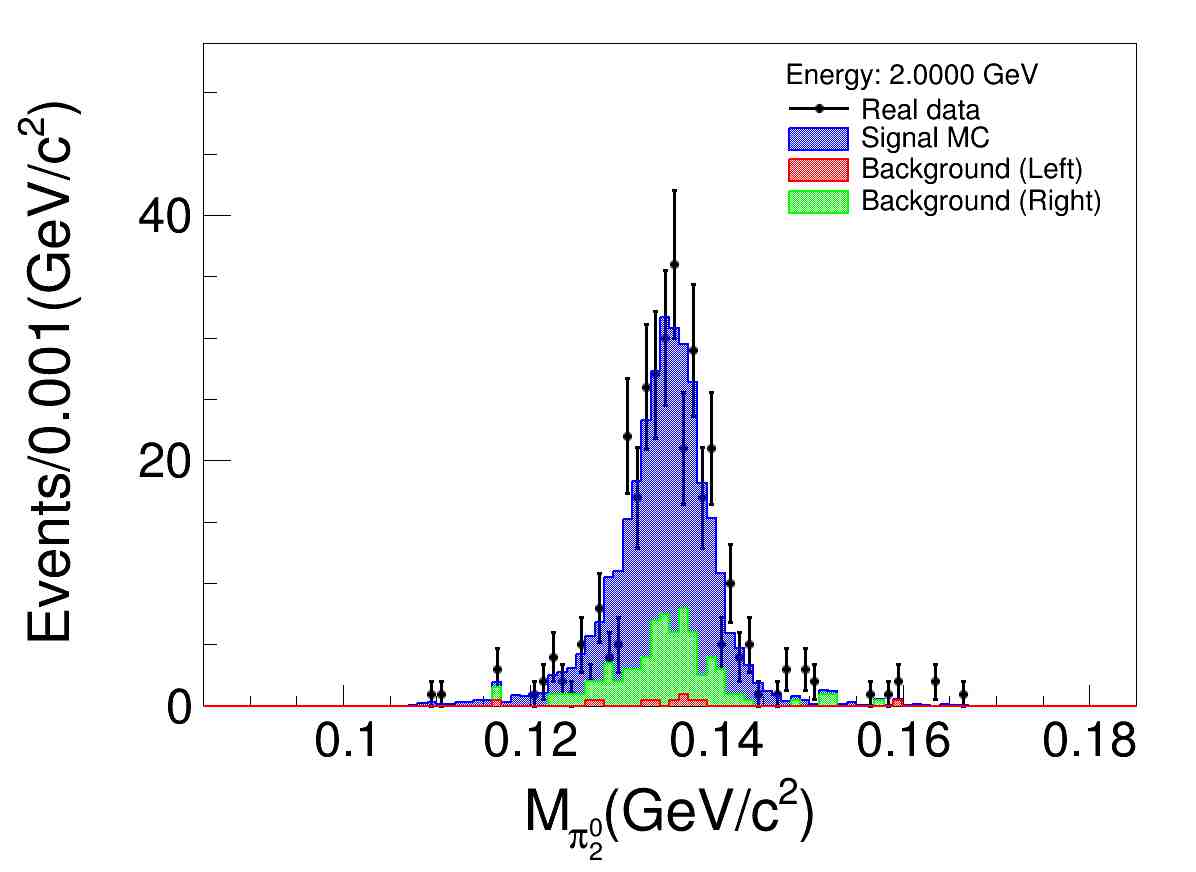 Energy: 2.0000 GeV
Real data
Signal MC
Background (Left)
Background (Right)
Events/0.001(GeV/c²)
40
20
0
0.1 0.12 0.14 0.16 0.18
M_{π⁰₂}(GeV/c²)